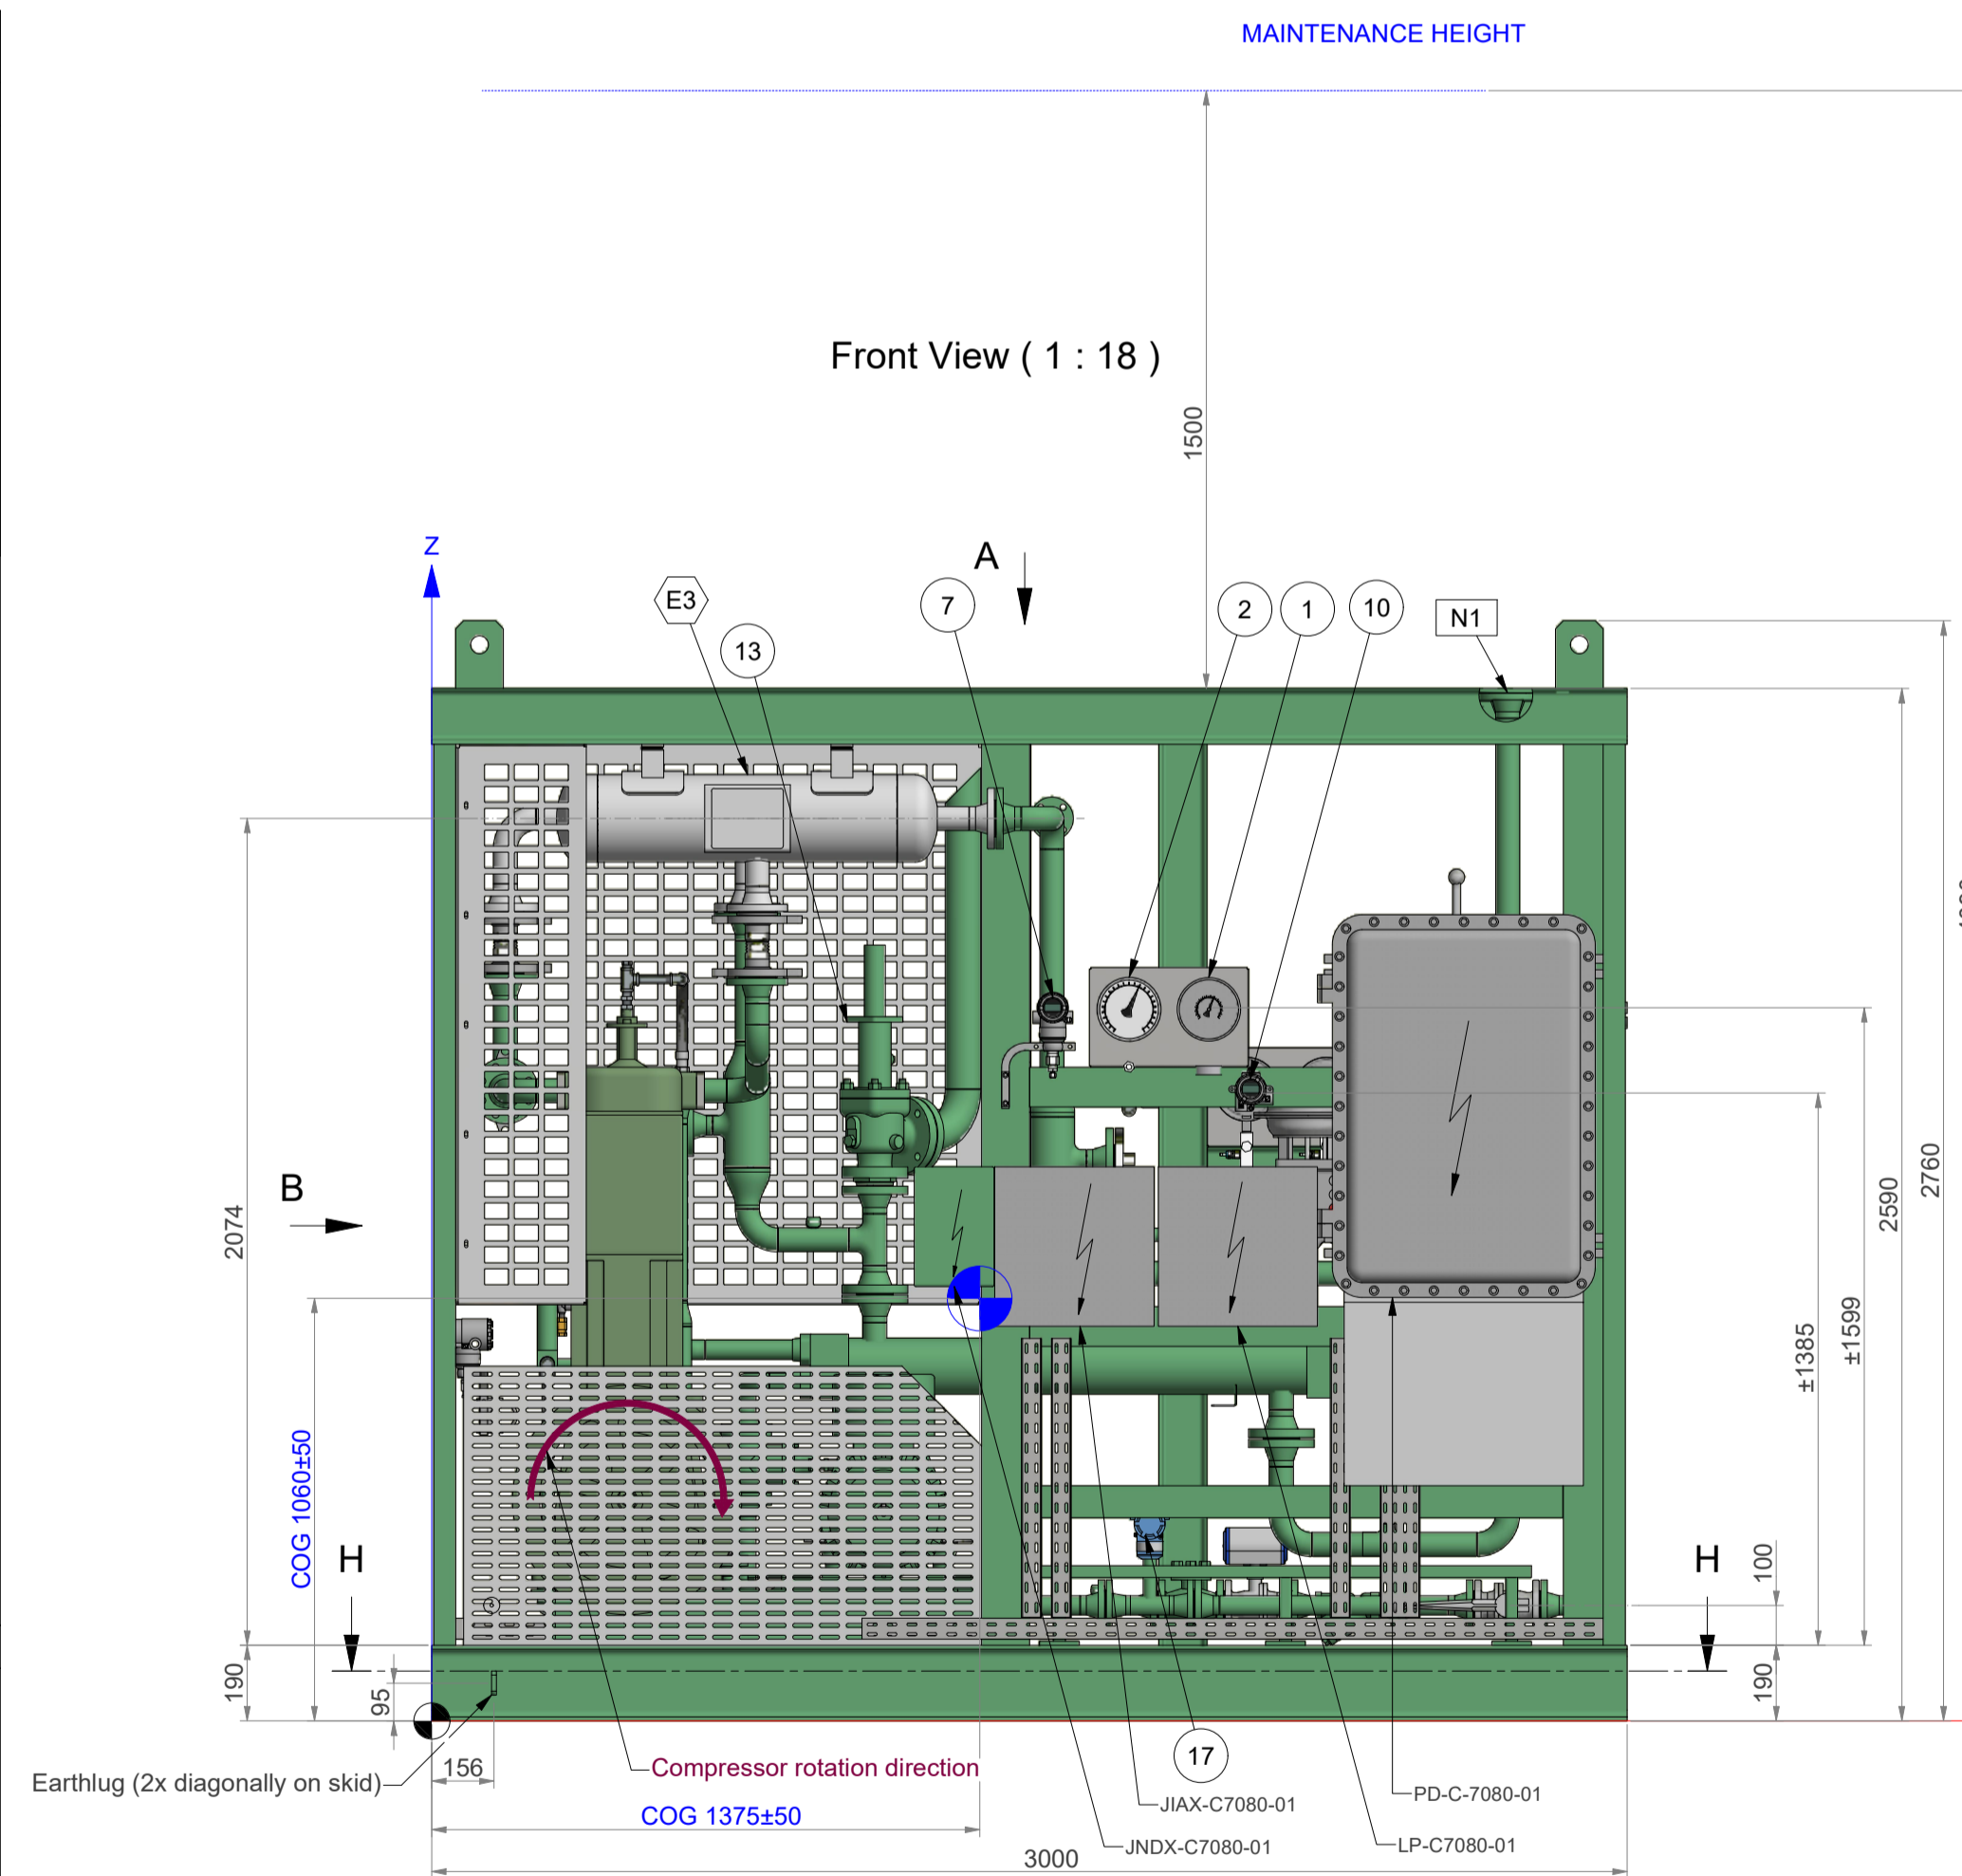 MAINTENANCE HEIGHT
Front View ( 1 : 18 )
1500
Z
A
E3
7
2
1
10
N1
13
B
2074
2760
2590
±1599
±1385
COG 1060±50
H
H
100
190
95
190
156
Earthlug (2x diagonally on skid)
Compressor rotation direction
17
COG 1375±50
JIAX-C7080-01
PD-C-7080-01
JNDX-C7080-01
LP-C7080-01
3000